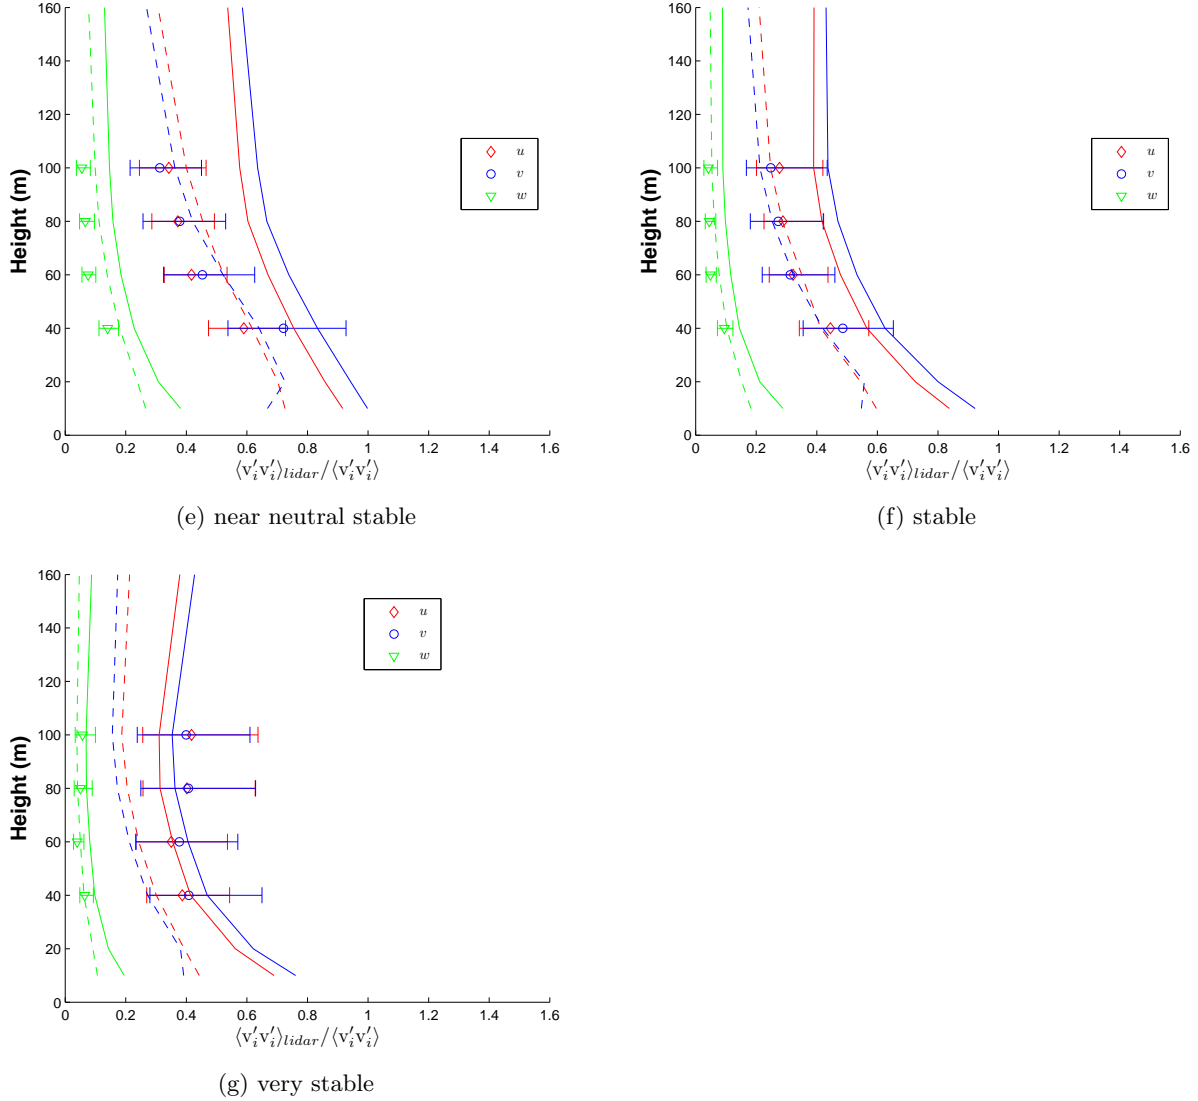 160
140
120
100
80
60
40
20
0
Height (m)
u
v
w
0 0.2 0.4 0.6 0.8 1 1.2 1.4 1.6
⟨v′ᵢv′ᵢ⟩lidar/⟨v′ᵢv′ᵢ⟩
(e) near neutral stable
160
140
120
100
80
60
40
20
0
Height (m)
u
v
w
0 0.2 0.4 0.6 0.8 1 1.2 1.4 1.6
⟨v′ᵢv′ᵢ⟩lidar/⟨v′ᵢv′ᵢ⟩
(f) stable
160
140
120
100
80
60
40
20
0
Height (m)
u
v
w
0 0.2 0.4 0.6 0.8 1 1.2 1.4 1.6
⟨v′ᵢv′ᵢ⟩lidar/⟨v′ᵢv′ᵢ⟩
(g) very stable